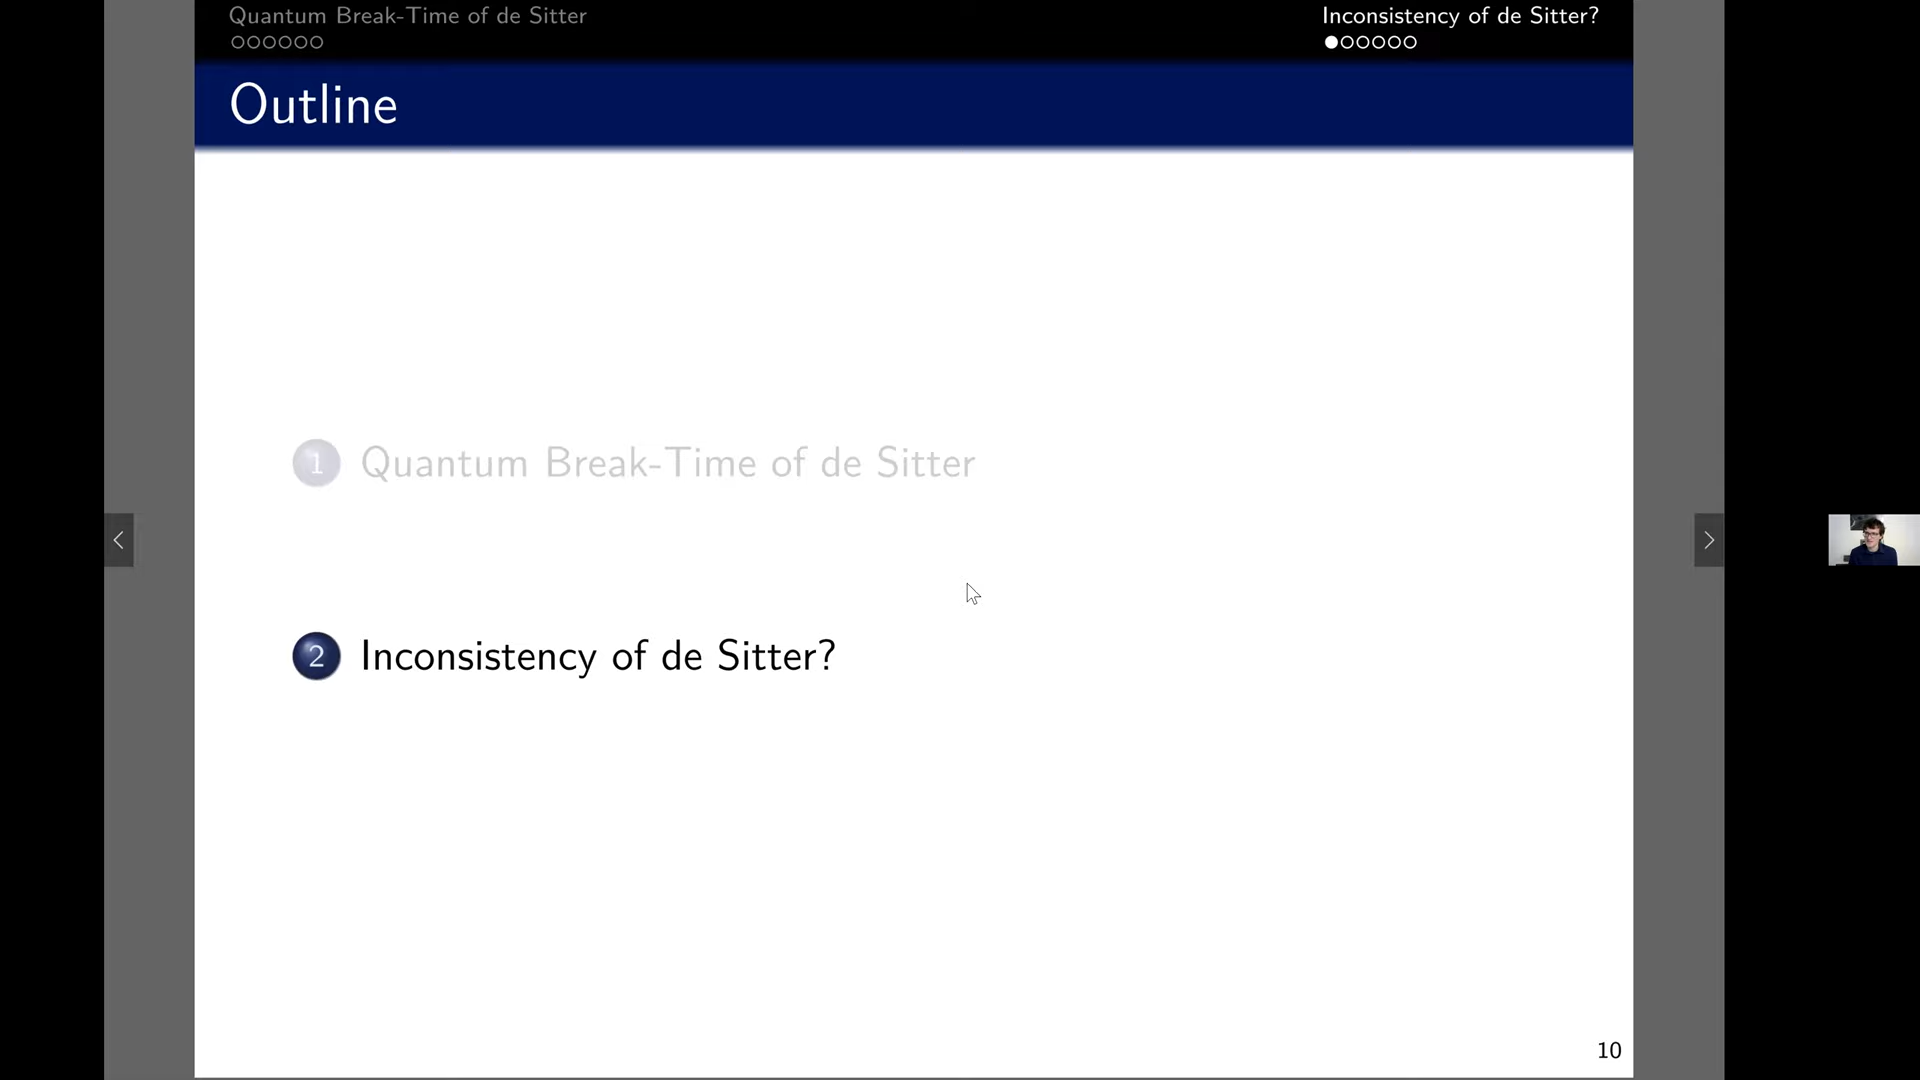 Quantum Break-Time of de Sitter
Inconsistency of de Sitter?
Outline
1 Quantum Break-Time of de Sitter
2 Inconsistency of de Sitter?
10